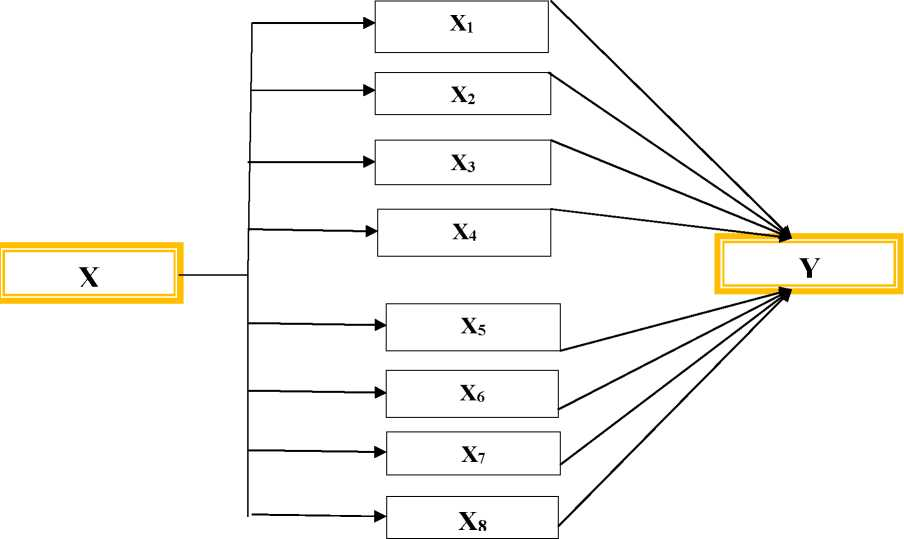 X₁
X₂
X₃
X₄
X
Y
X₅
X₆
X₇
X₈